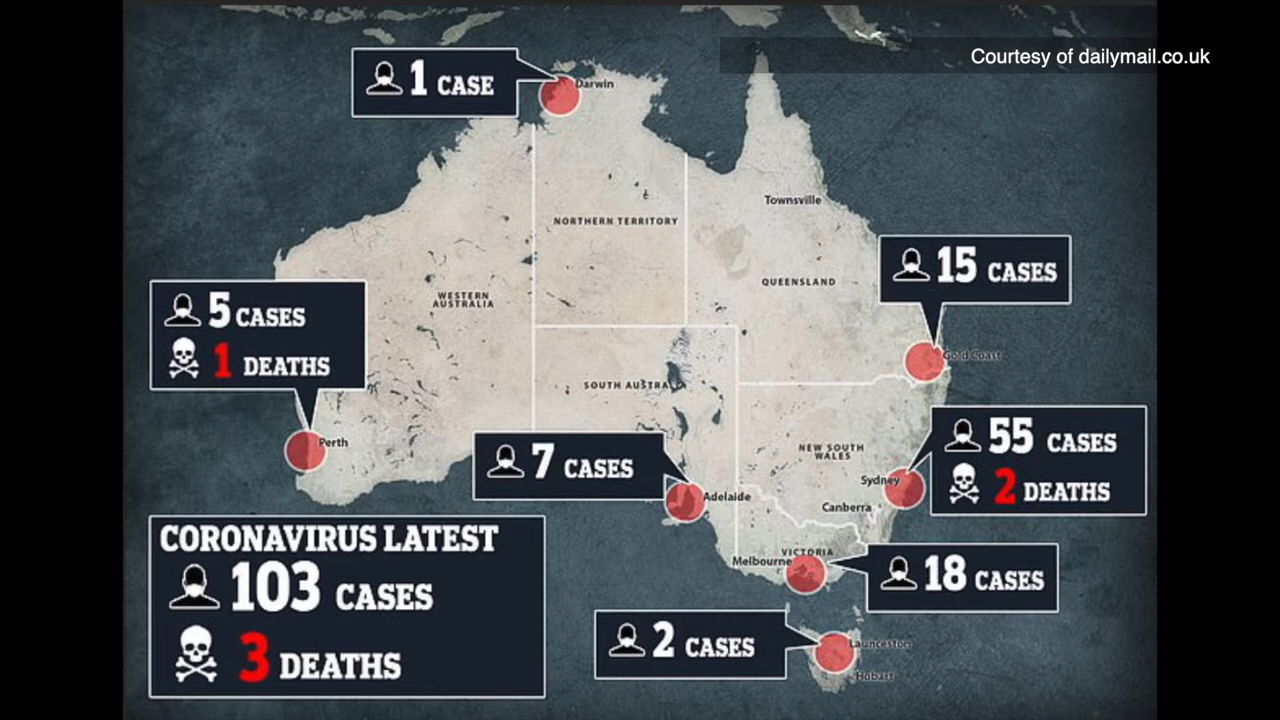 Courtesy of dailymail.co.uk
1 CASE
Darwin
Townsville
NORTHERN TERRITORY
QUEENSLAND
15 CASES
WESTERN
AUSTRALIA
5 CASES
1 DEATHS
Gold Coast
SOUTH AUSTRAL
Perth
NEW SOUTH
WALES
55 CASES
2 DEATHS
7 CASES
Adelaide
Sydney
Canberra
VICTORIA
Melbourne
18 CASES
2 CASES
Launceston
Hobart
CORONAVIRUS LATEST
103 CASES
3 DEATHS